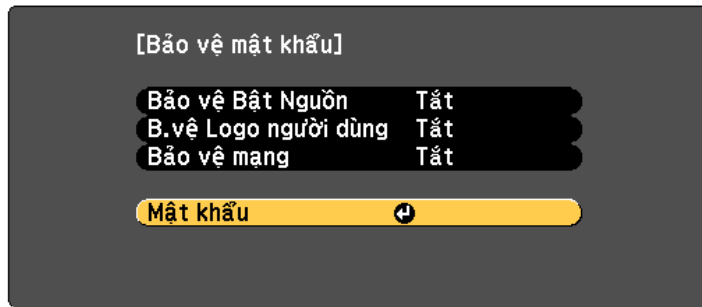 [Bảo vệ mật khẩu]
Bảo vệ Bật Nguồn Tắt
B.vệ Logo người dùng Tắt
Bảo vệ mạng Tắt
Mật khẩu